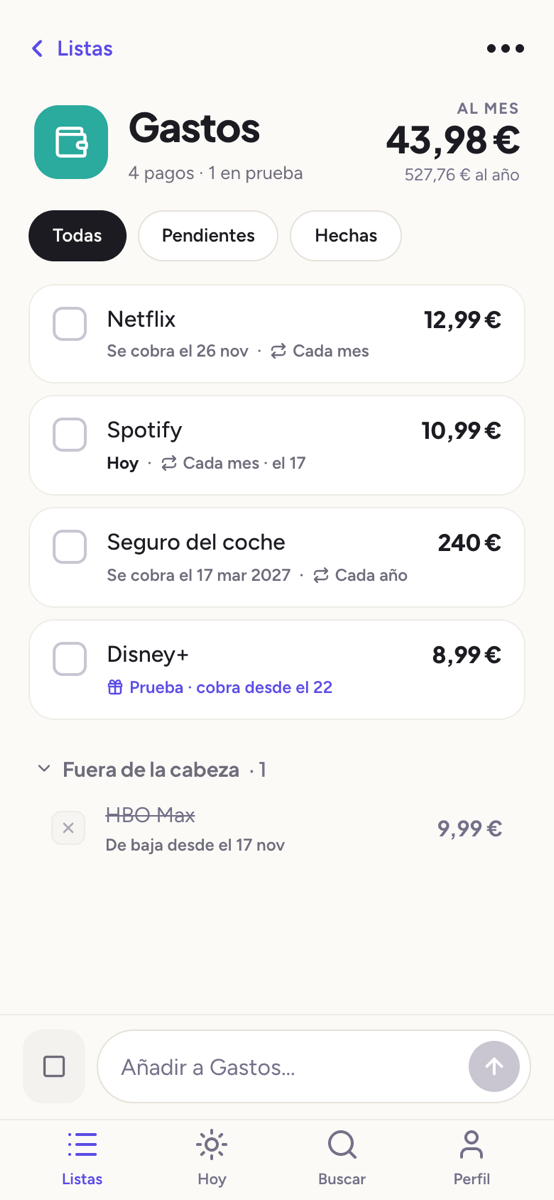 Listas
Gastos
4 pagos · 1 en prueba
AL MES
43,98 €
527,76 € al año
Todas
Pendientes
Hechas
Netflix
12,99 €
Se cobra el 26 nov · Cada mes
Spotify
10,99 €
Hoy · Cada mes · el 17
Seguro del coche
240 €
Se cobra el 17 mar 2027 · Cada año
Disney+
8,99 €
Prueba · cobra desde el 22
Fuera de la cabeza · 1
HBO Max
9,99 €
De baja desde el 17 nov
Añadir a Gastos...
Listas
Hoy
Buscar
Perfil